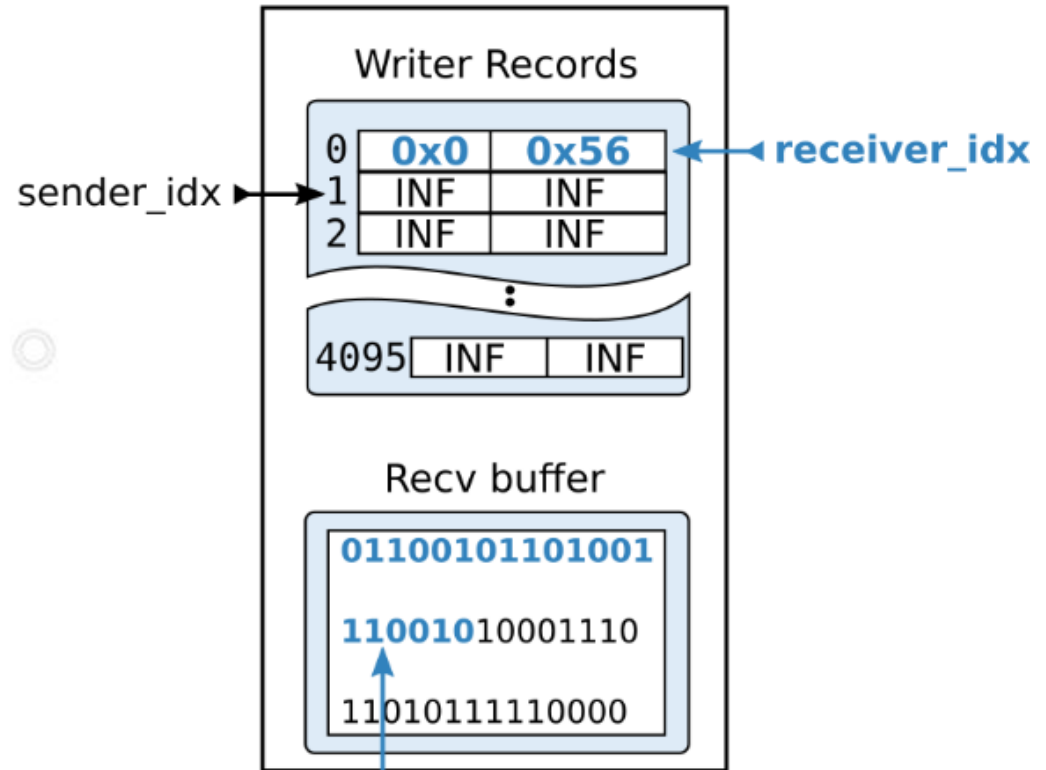 Writer Records
0 0x0 0x56 receiver_idx
sender_idx 1 INF INF
2 INF INF
4095 INF INF
Recv buffer
01100101101001
11001010001110
11010111110000